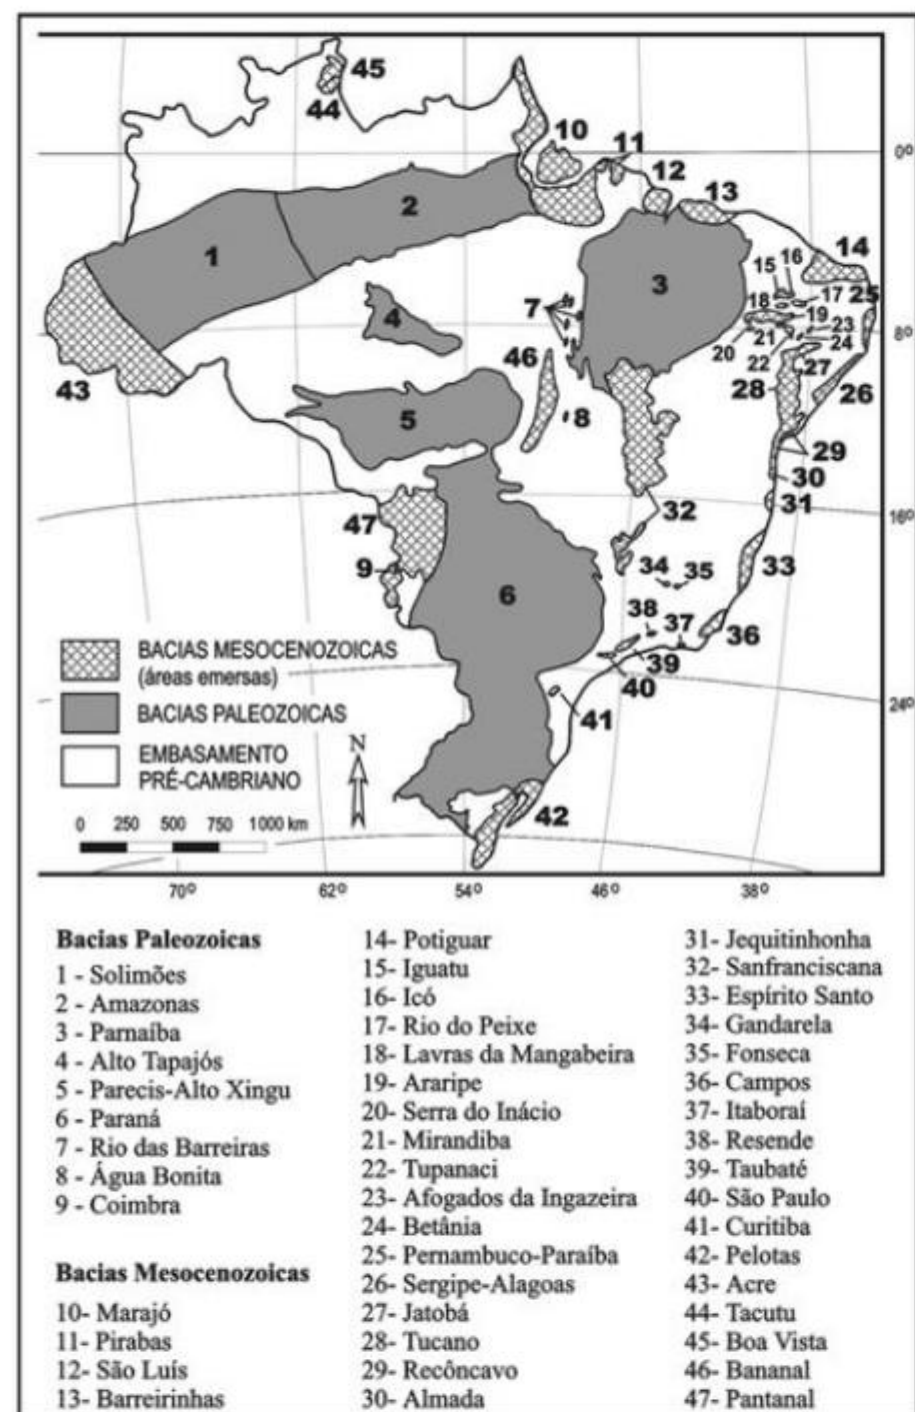 45
44
10
11
12
13
0º
2
1
3
14
15
16
17
25
18
19
4
7
20
21
23
8º
22
24
46
27
43
28
26
5
8
29
30
31
16º
47
32
9
34
35
33
6
38
37
36
39
40
BACIAS MESOCENOZOICAS
(áreas emersas)
BACIAS PALEOZOICAS
41
24º
EMBASAMENTO
PRÉ-CAMBRIANO
N
42
0 250 500 750 1000 km
70º 62º 54º 46º 38º
Bacias Paleozoicas
1 - Solimões
2 - Amazonas
3 - Parnaíba
4 - Alto Tapajós
5 - Parecis-Alto Xingu
6 - Paraná
7 - Rio das Barreiras
8 - Água Bonita
9 - Coimbra
Bacias Mesocenozoicas
10- Marajó
11- Pirabas
12- São Luís
13- Barreirinhas
14- Potiguar
15- Iguatu
16- Icó
17- Rio do Peixe
18- Lavras da Mangabeira
19- Araripe
20- Serra do Inácio
21- Mirandiba
22- Tupanaci
23- Afogados da Ingazeira
24- Betânia
25- Pernambuco-Paraíba
26- Sergipe-Alagoas
27- Jatobá
28- Tucano
29- Recôncavo
30- Almada
31- Jequitinhonha
32- Sanfranciscana
33- Espírito Santo
34- Gandarela
35- Fonseca
36- Campos
37- Itaboraí
38- Resende
39- Taubaté
40- São Paulo
41- Curitiba
42- Pelotas
43- Acre
44- Tacutu
45- Boa Vista
46- Bananal
47- Pantanal